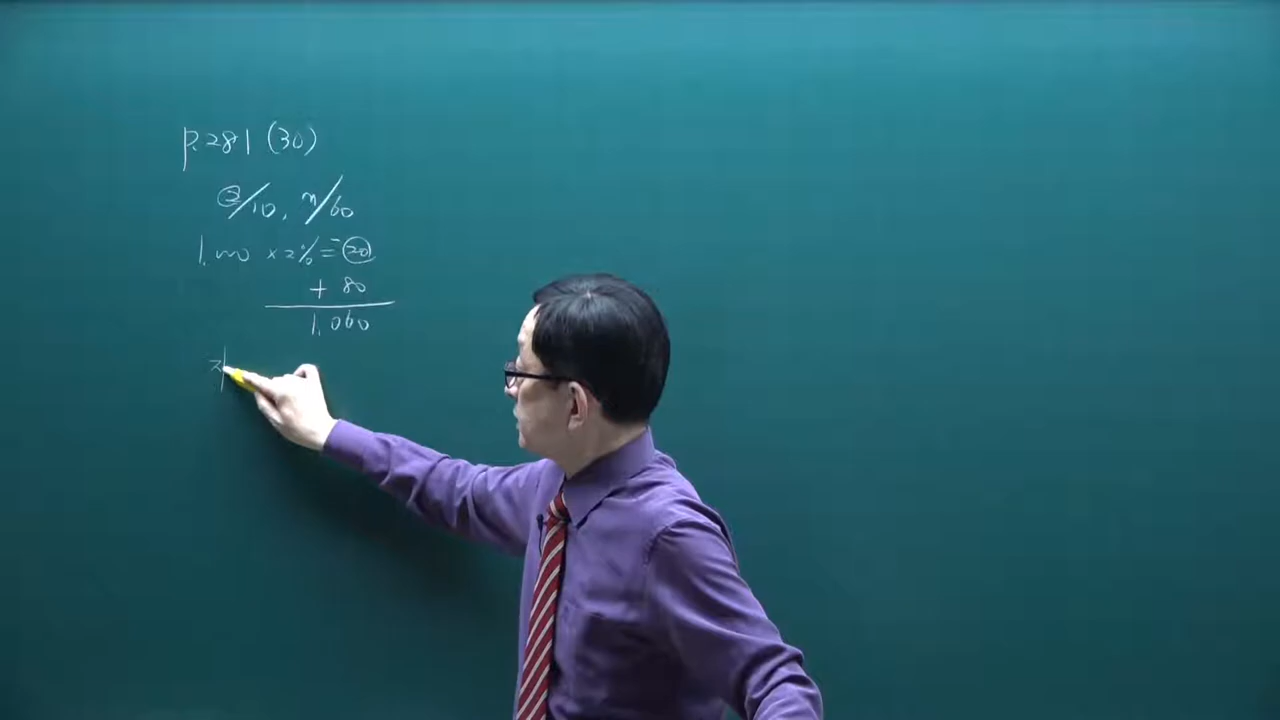 P.281 (30)
2/10, n/60
1,000 ×2%=-20
+ 80
1,060